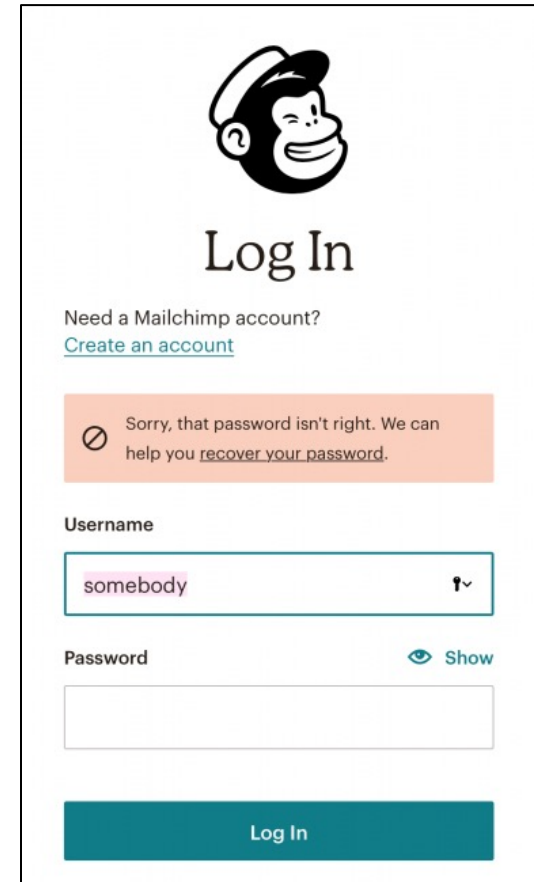 Log In
Need a Mailchimp account?
Create an account
Sorry, that password isn't right. We can
help you recover your password.
Username
somebody
Password
Show
Log In